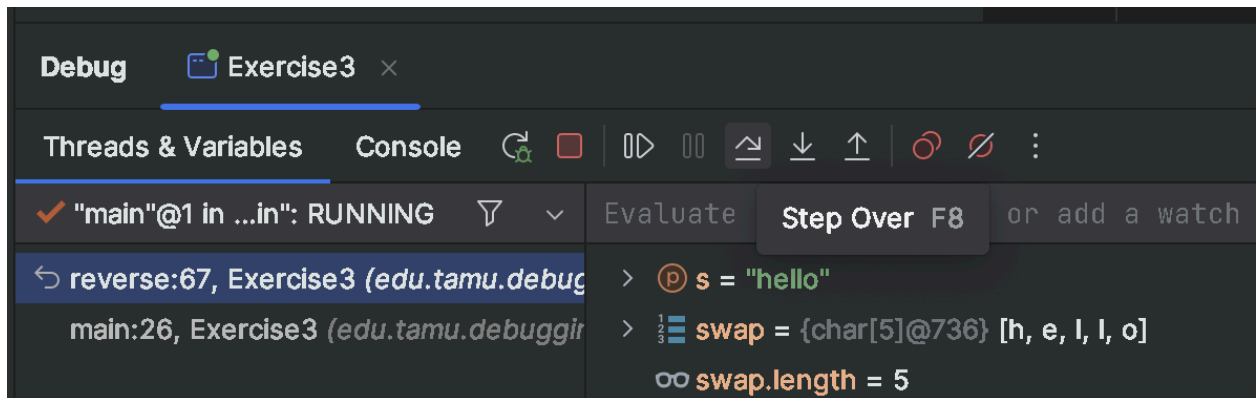 Debug Exercise3
Threads & Variables Console
"main"@1 in ...in": RUNNING
Evaluate Step Over F8 or add a watch
reverse:67, Exercise3 (edu.tamu.debug
s = "hello"
main:26, Exercise3 (edu.tamu.debuggin
swap = {char[5]@736} [h, e, l, l, o]
swap.length = 5